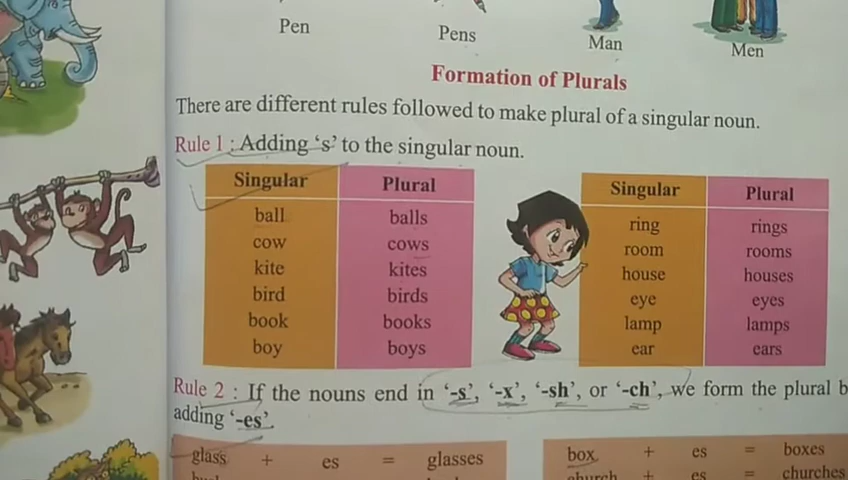 Pen
Pens
Man
Men
Formation of Plurals
There are different rules followed to make plural of a singular noun.
Rule 1 : Adding ‘s’ to the singular noun.
Singular Plural
ball balls
cow cows
kite kites
bird birds
book books
boy boys
Singular Plural
ring rings
room rooms
house houses
eye eyes
lamp lamps
ear ears
Rule 2 : If the nouns end in ‘-s’, ‘-x’, ‘-sh’, or ‘-ch’, we form the plural b
adding ‘-es’.
glass + es = glasses
box + es = boxes
church + es = churches